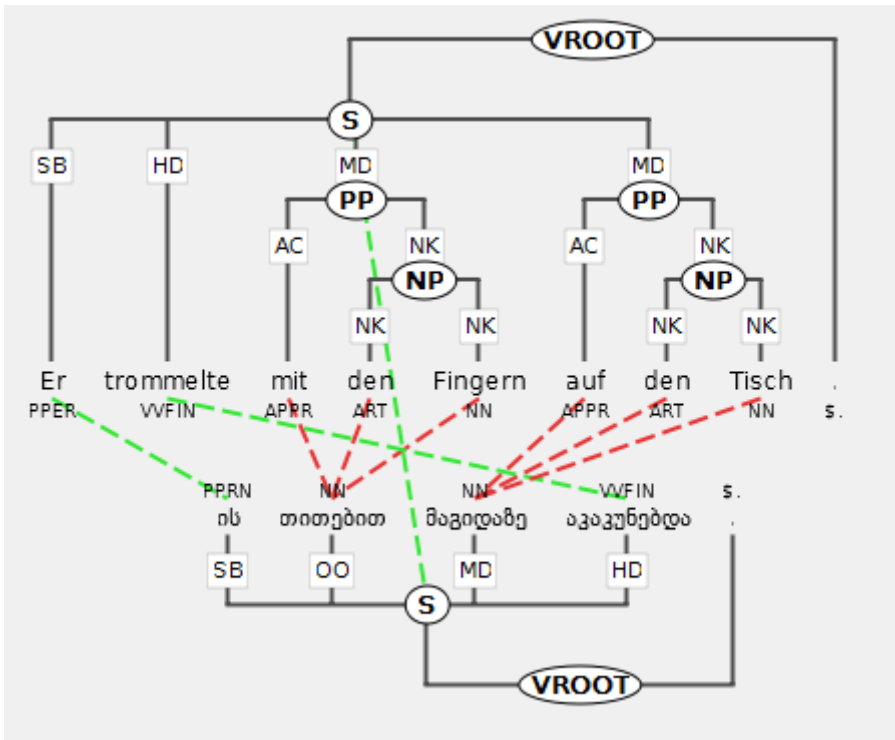 VROOT
S
SB HD MD MD
PP PP
AC NK AC NK
NP NP
NK NK NK NK
Er trommelte mit den Fingern auf den Tisch .
PPER VVFIN APPR ART NN APPR ART NN $.
PPRN NN NN VVFIN $.
ის თითებით მაგიდაზე აკაკუნებდა .
SB OO MD HD
S
VROOT